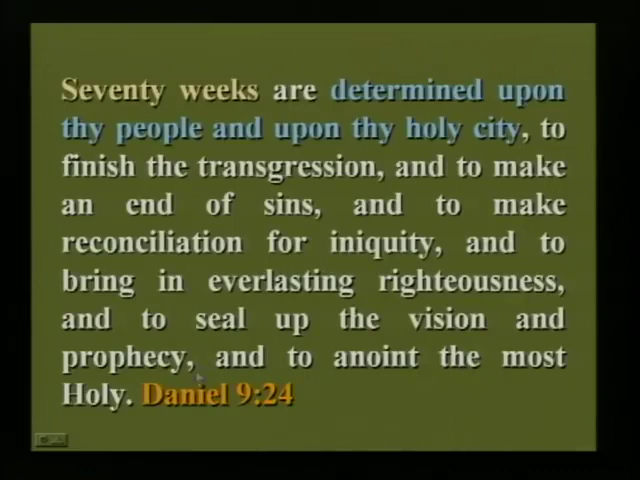 Seventy weeks are determined upon
thy people and upon thy holy city, to
finish the transgression, and to make
an end of sins, and to make
reconciliation for iniquity, and to
bring in everlasting righteousness,
and to seal up the vision and
prophecy, and to anoint the most
Holy. Daniel 9:24